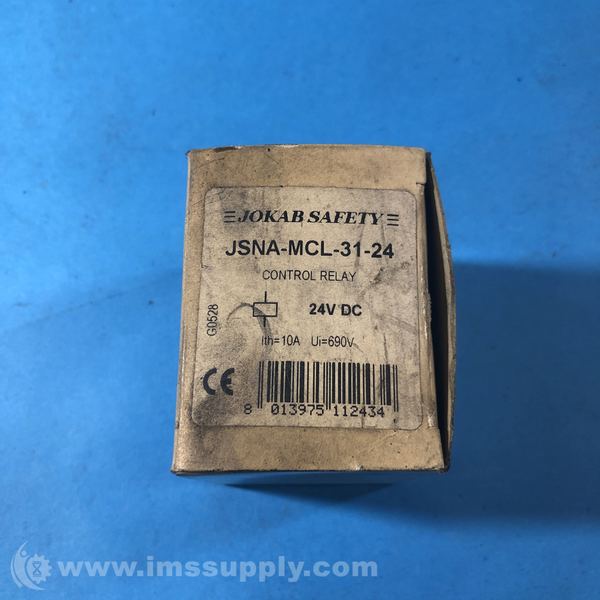 JOKAB SAFETY
JSNA-MCL-31-24
CONTROL RELAY
24V DC
G0528
Ith=10A Ui=690V
CE
8 013975 112434
www.imssupply.com